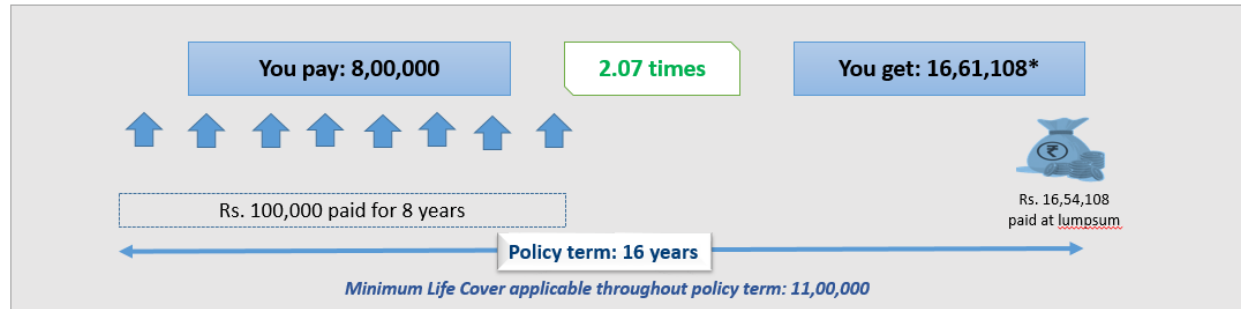 You pay: 8,00,000
2.07 times
You get: 16,61,108*
₹
Rs. 100,000 paid for 8 years
Rs. 16,54,108
paid at lumpsum
Policy term: 16 years
Minimum Life Cover applicable throughout policy term: 11,00,000